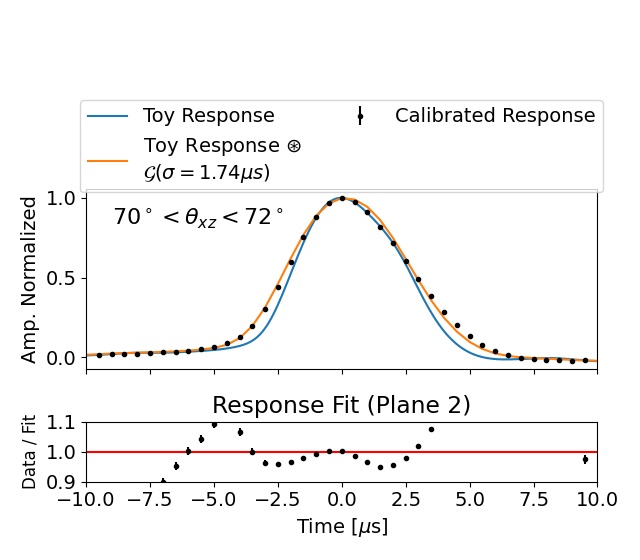 Toy Response
Calibrated Response
Toy Response ⊛
𝒢(σ = 1.74μs)
70° < θxz < 72°
Amp. Normalized
1.0
0.5
0.0
Response Fit (Plane 2)
Data / Fit
1.1
1.0
0.9
−10.0 −7.5 −5.0 −2.5 0.0 2.5 5.0 7.5 10.0
Time [μs]